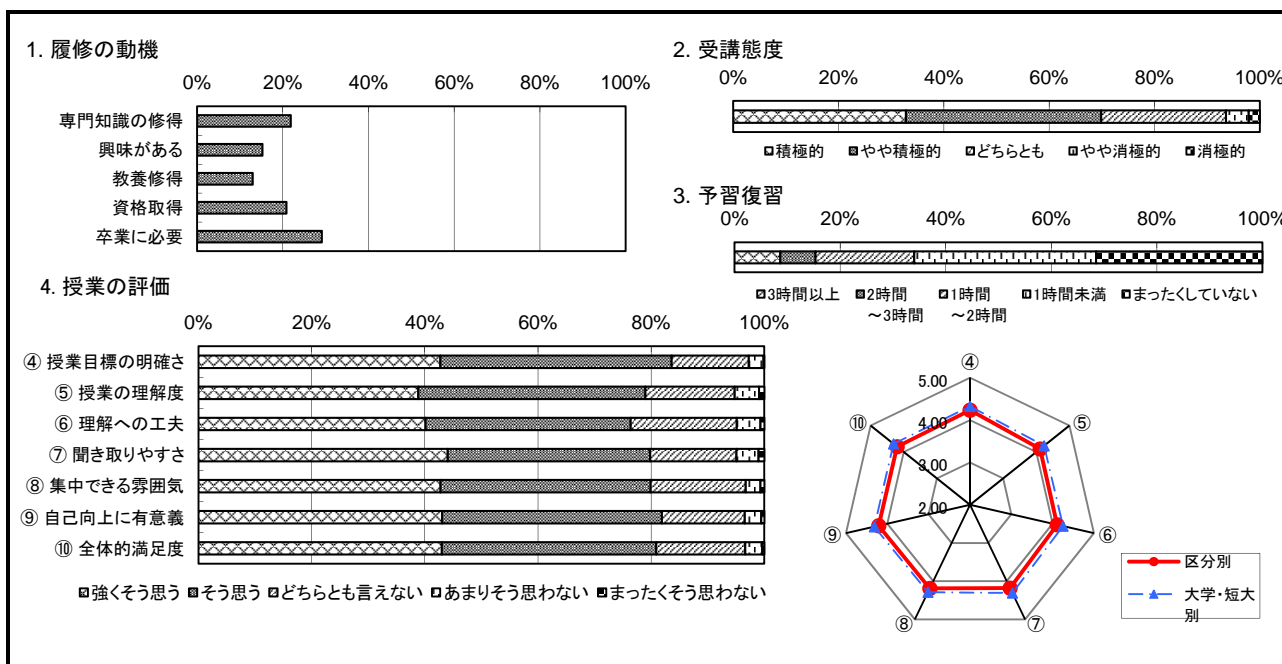 1. 履修の動機
0% 20% 40% 60% 80% 100%
専門知識の修得
興味がある
教養修得
資格取得
卒業に必要
2. 受講態度
0% 20% 40% 60% 80% 100%
積極的 やや積極的 どちらとも やや消極的 消極的
3. 予習復習
0% 20% 40% 60% 80% 100%
3時間以上 2時間 1時間 1時間未満 まったくしていない
～3時間 ～2時間
4. 授業の評価
0% 20% 40% 60% 80% 100%
④ 授業目標の明確さ
⑤ 授業の理解度
⑥ 理解への工夫
⑦ 聞き取りやすさ
⑧ 集中できる雰囲気
⑨ 自己向上に有意義
⑩ 全体的満足度
強くそう思う そう思う どちらとも言えない あまりそう思わない まったくそう思わない
④
5.00
⑩ ⑤
4.00
3.00
2.00
⑨ ⑥
⑧ ⑦
区分別
大学・短大
別